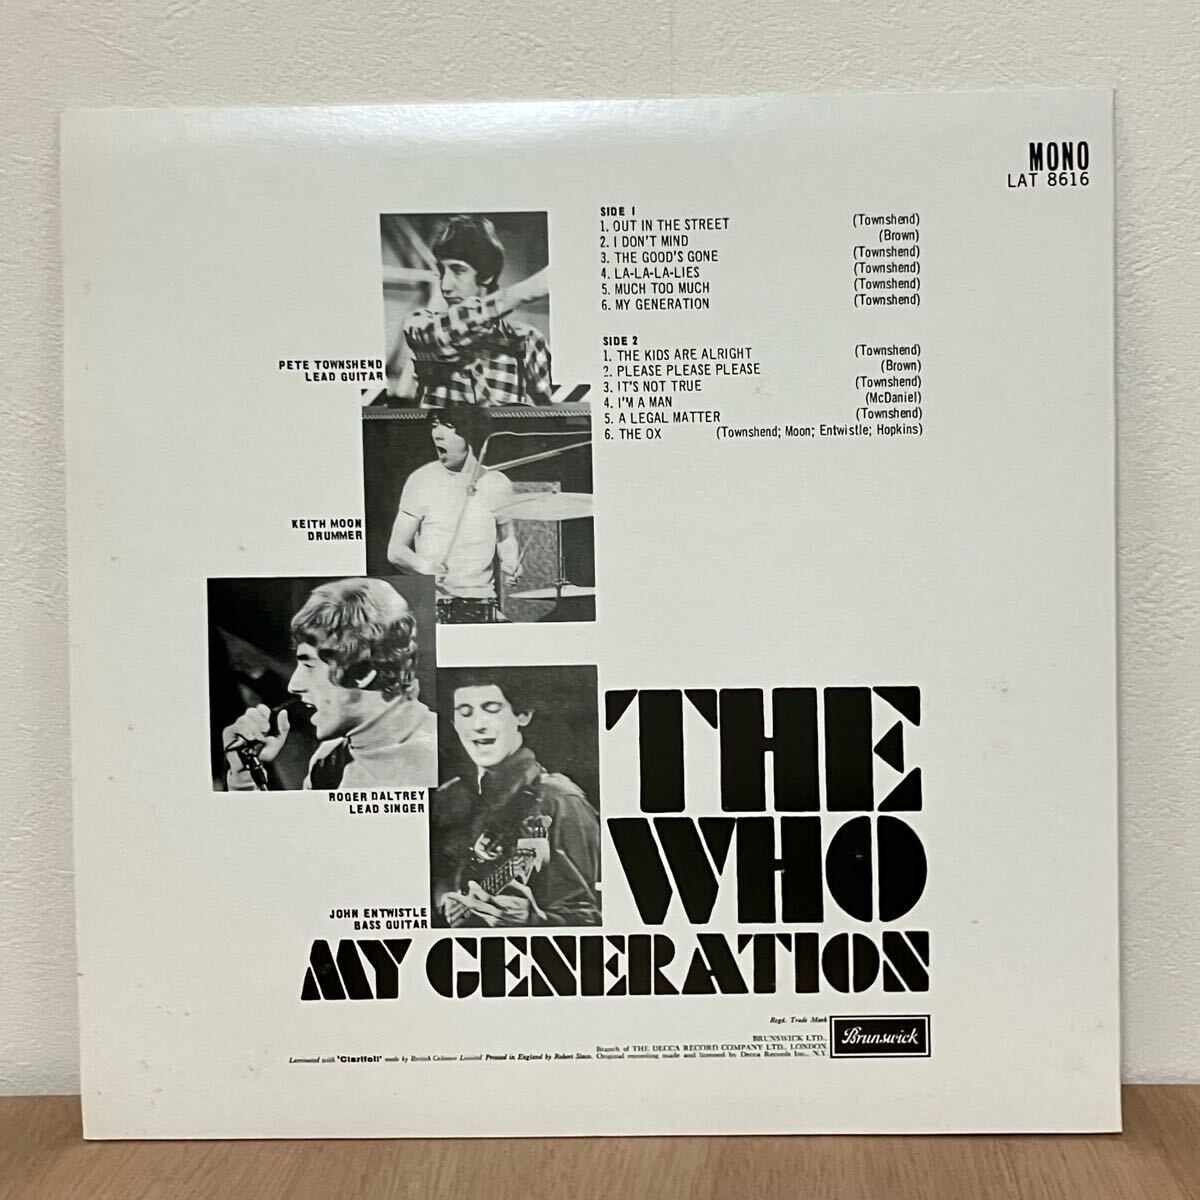 MONO
LAT 8616
SIDE 1
1. OUT IN THE STREET (Townshend)
2. I DON'T MIND (Brown)
3. THE GOOD'S GONE (Townshend)
4. LA-LA-LA-LIES (Townshend)
5. MUCH TOO MUCH (Townshend)
6. MY GENERATION (Townshend)
SIDE 2
1. THE KIDS ARE ALRIGHT (Townshend)
2. PLEASE PLEASE PLEASE (Brown)
3. IT'S NOT TRUE (Townshend)
4. I'M A MAN (McDaniel)
5. A LEGAL MATTER (Townshend)
6. THE OX (Townshend; Moon; Entwistle; Hopkins)
PETE TOWNSHEND
LEAD GUITAR
KEITH MOON
DRUMMER
ROGER DALTREY
LEAD SINGER
JOHN ENTWISTLE
BASS GUITAR
THE
WHO
MY GENERATION
Regd. Trade Mark
Brunswick
BRUNSWICK LTD.,
Branch of THE DECCA RECORD COMPANY LTD., LONDON.
Laminated with 'Clarifoil' made by British Celanese Limited Printed in England by Robert Stace. Original recording made and licensed by Decca Records Inc., N.Y.